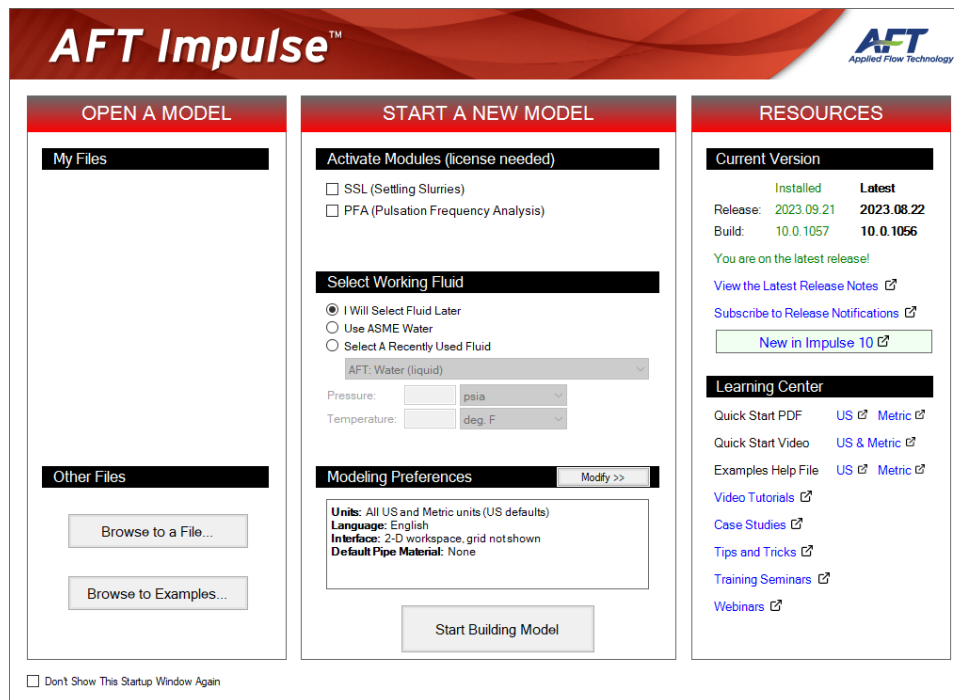 AFT Impulse™
AFT
Applied Flow Technology
OPEN A MODEL
My Files
Other Files
Browse to a File...
Browse to Examples...
START A NEW MODEL
Activate Modules (license needed)
SSL (Settling Slurries)
PFA (Pulsation Frequency Analysis)
Select Working Fluid
I Will Select Fluid Later
Use ASME Water
Select A Recently Used Fluid
AFT: Water (liquid)
Pressure: psia
Temperature: deg. F
Modeling Preferences Modify >>
Units: All US and Metric units (US defaults)
Language: English
Interface: 2-D workspace, grid not shown
Default Pipe Material: None
Start Building Model
RESOURCES
Current Version
Installed Latest
Release: 2023.09.21 2023.08.22
Build: 10.0.1057 10.0.1056
You are on the latest release!
View the Latest Release Notes
Subscribe to Release Notifications
New in Impulse 10
Learning Center
Quick Start PDF US Metric
Quick Start Video US & Metric
Examples Help File US Metric
Video Tutorials
Case Studies
Tips and Tricks
Training Seminars
Webinars
Don't Show This Startup Window Again